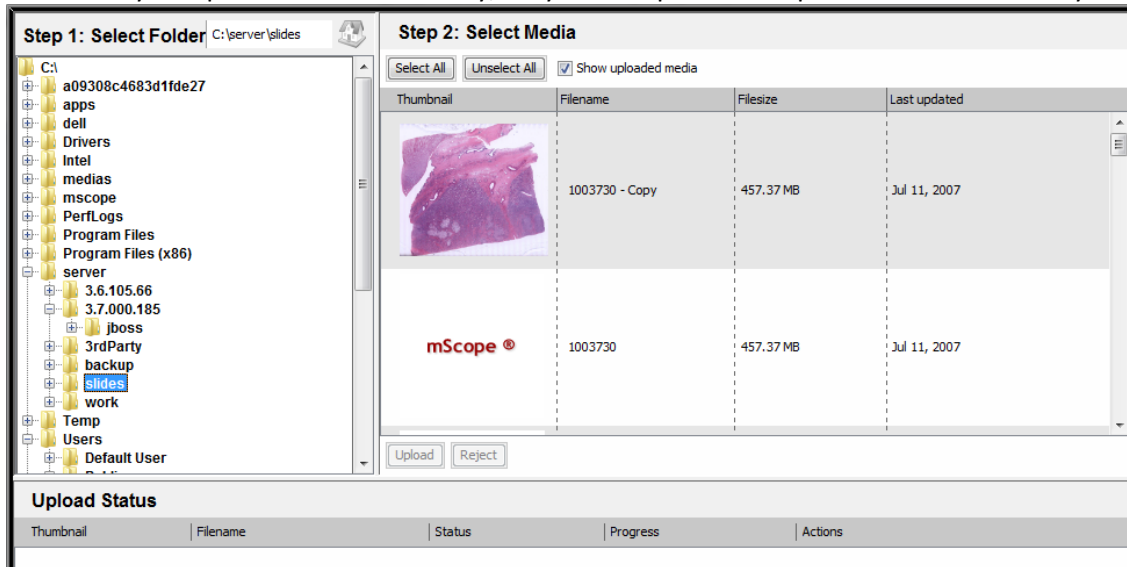 Step 1: Select Folder C:\server\slides
C:\
a09308c4683d1fde27
apps
dell
Drivers
Intel
medias
mscope
PerfLogs
Program Files
Program Files (x86)
server
3.6.105.66
3.7.000.185
jboss
3rdParty
backup
slides
work
Temp
Users
Default User
Step 2: Select Media
Select All Unselect All Show uploaded media
Thumbnail Filename Filesize Last updated
1003730 - Copy 457.37 MB Jul 11, 2007
mScope ® 1003730 457.37 MB Jul 11, 2007
Upload Reject
Upload Status
Thumbnail Filename Status Progress Actions